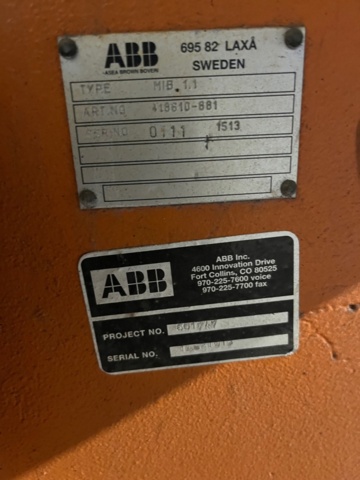 ABB
ASEA BROWN BOVERI
695 82 LAXÅ
SWEDEN
TYPE MIB 1.1
ART.NO 418610-881
SER.NO 0111 1513
ABB
ABB Inc.
4600 Innovation Drive
Fort Collins, CO 80525
970-225-7600 voice
970-225-7700 fax
PROJECT NO.
SERIAL NO.